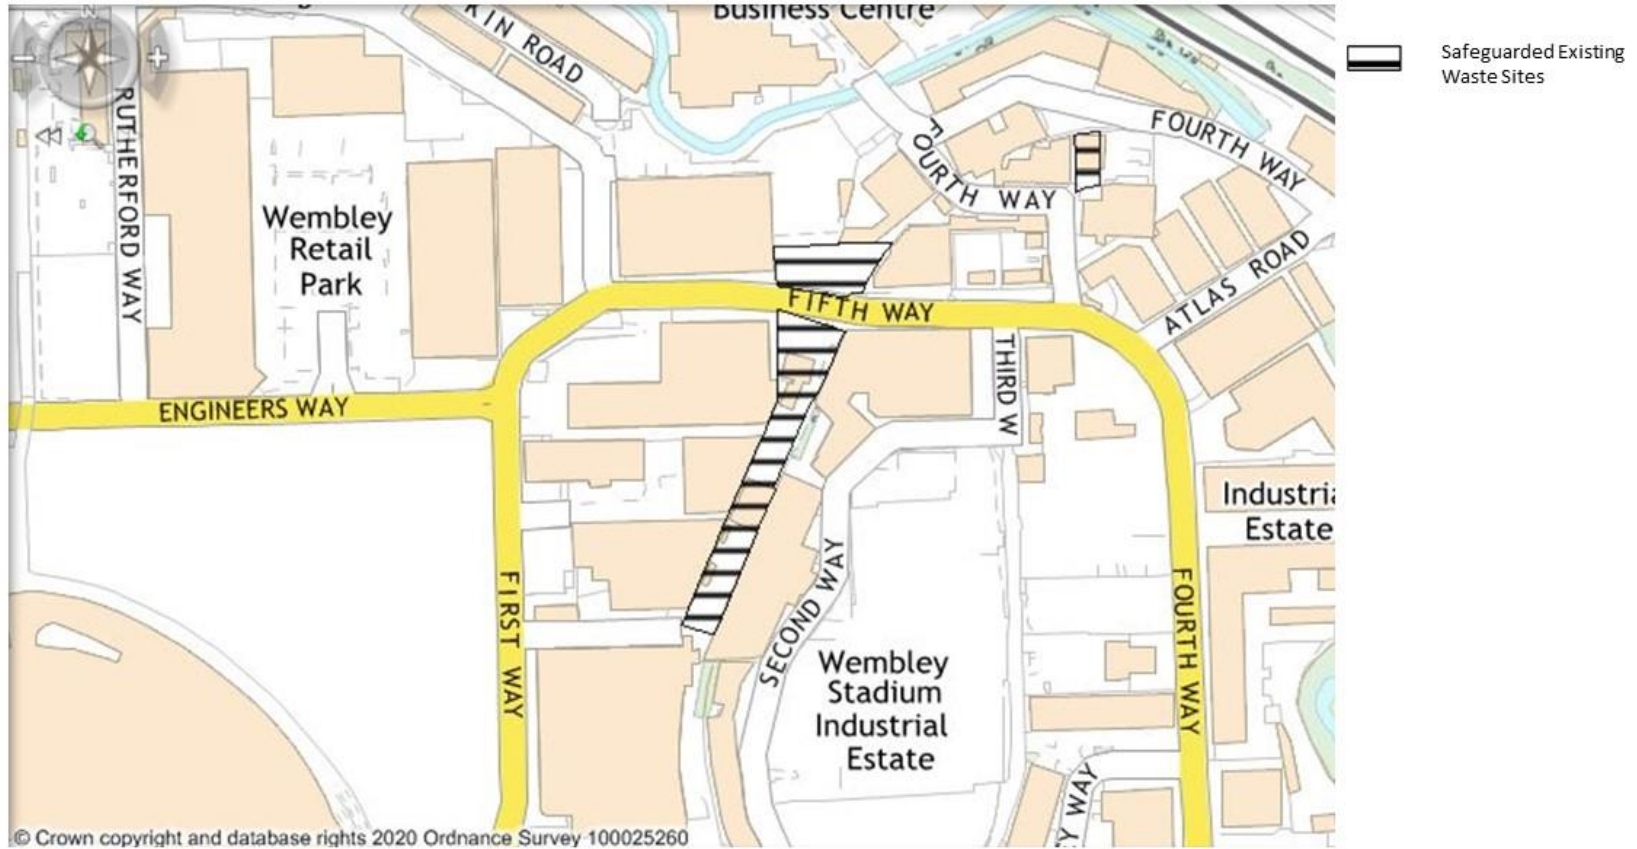 Business Centre
KIN ROAD
Safeguarded Existing
Waste Sites
RUTHERFORD WAY
FOURTH WAY
FOURTH WAY
Wembley
Retail
Park
ATLAS ROAD
FIFTH WAY
THIRD W
ENGINEERS WAY
Industria
Estate
FIRST WAY
SECOND WAY
FOURTH WAY
Wembley
Stadium
Industrial
Estate
EY WAY
© Crown copyright and database rights 2020 Ordnance Survey 100025260